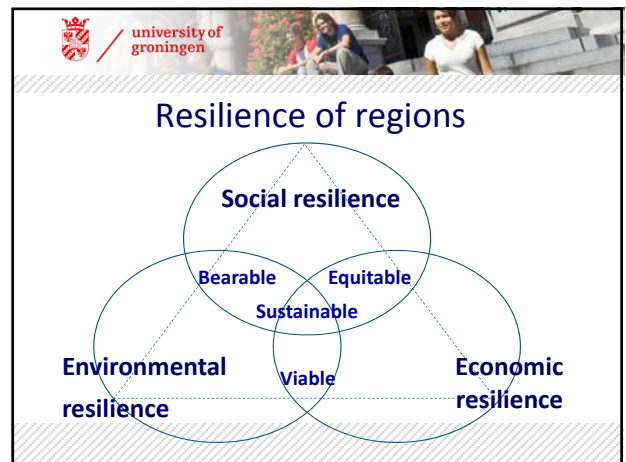 university of
groningen
Resilience of regions
Social resilience
Bearable Equitable
Sustainable
Environmental
resilience
Viable
Economic
resilience